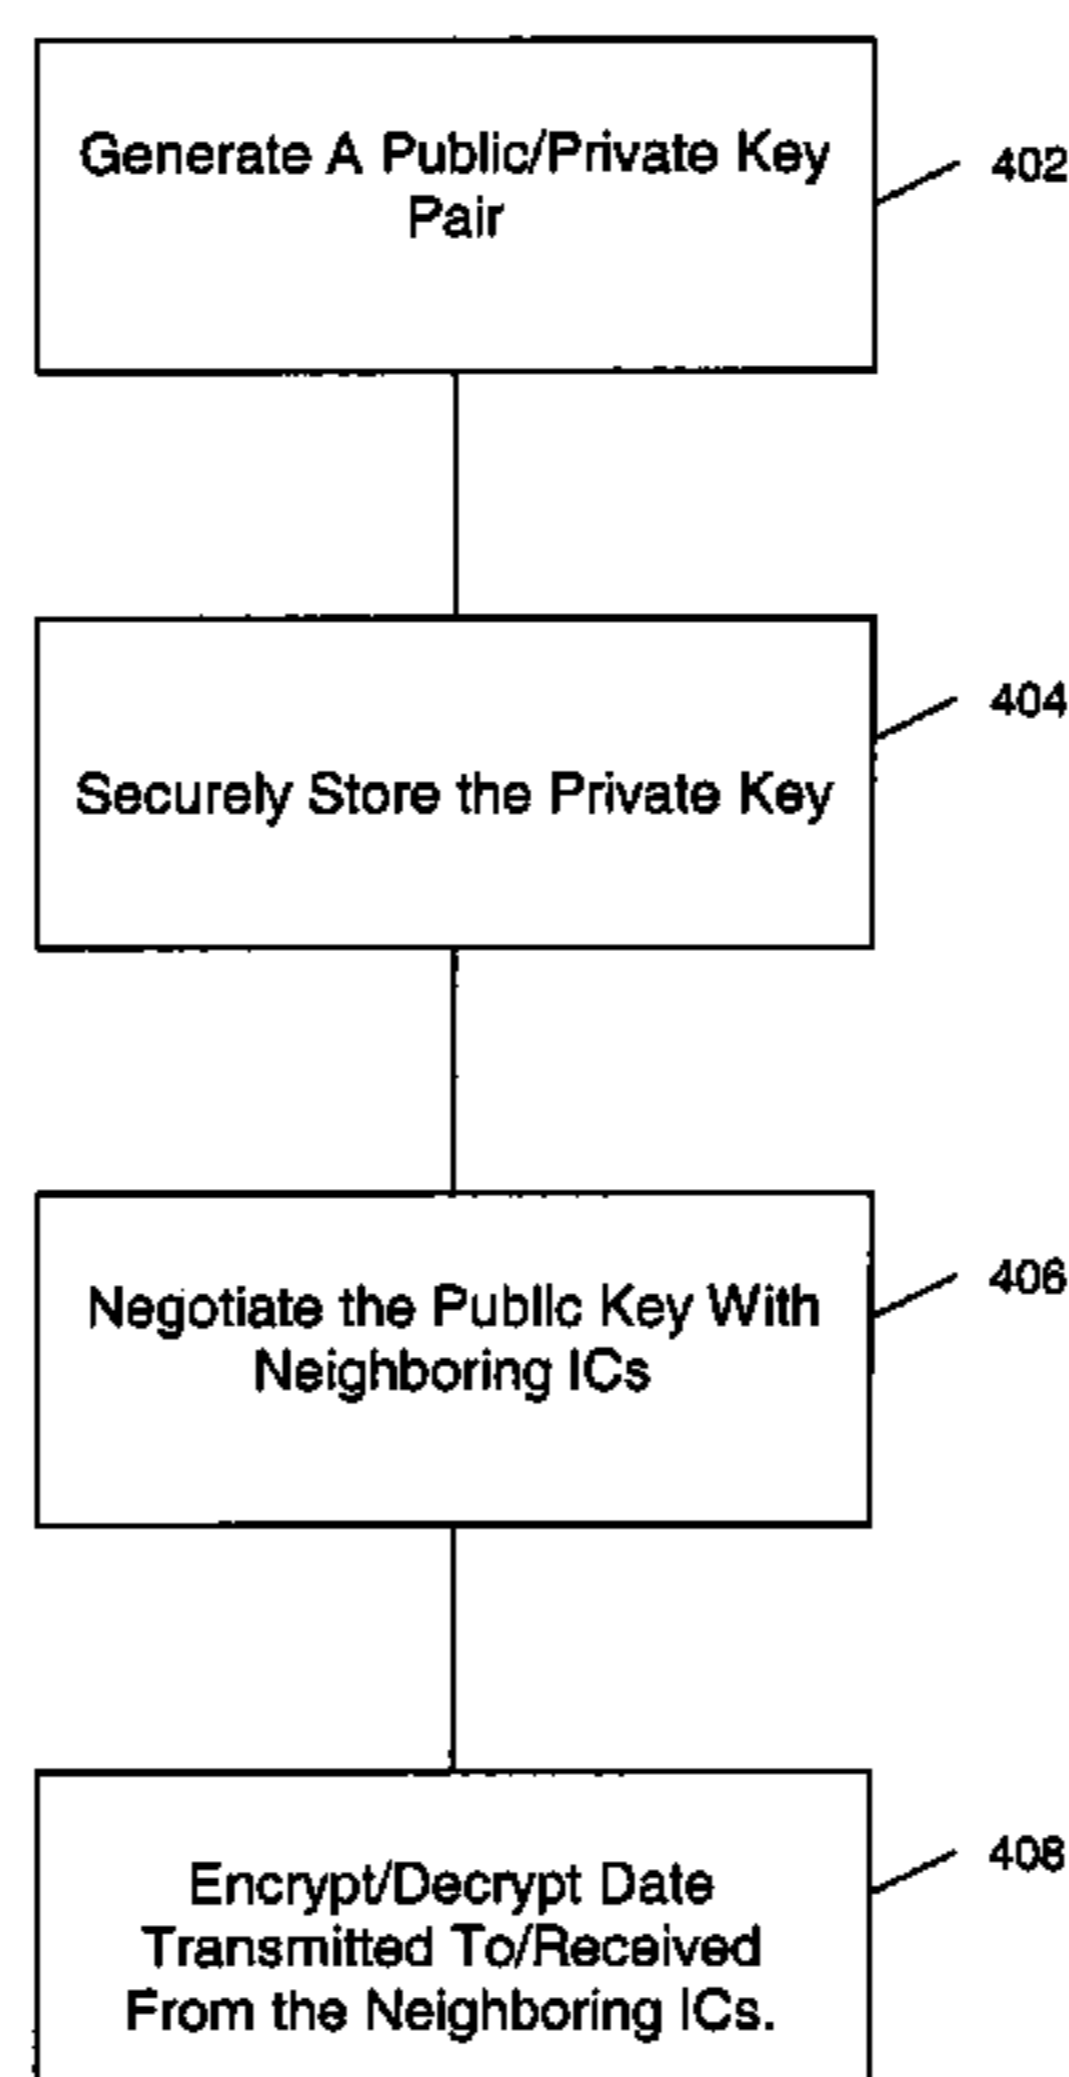 Generate A Public/Private Key
Pair
402
Securely Store the Private Key
404
Negotiate the Public Key With
Neighboring ICs
406
Encrypt/Decrypt Date
Transmitted To/Received
From the Neighboring ICs.
408